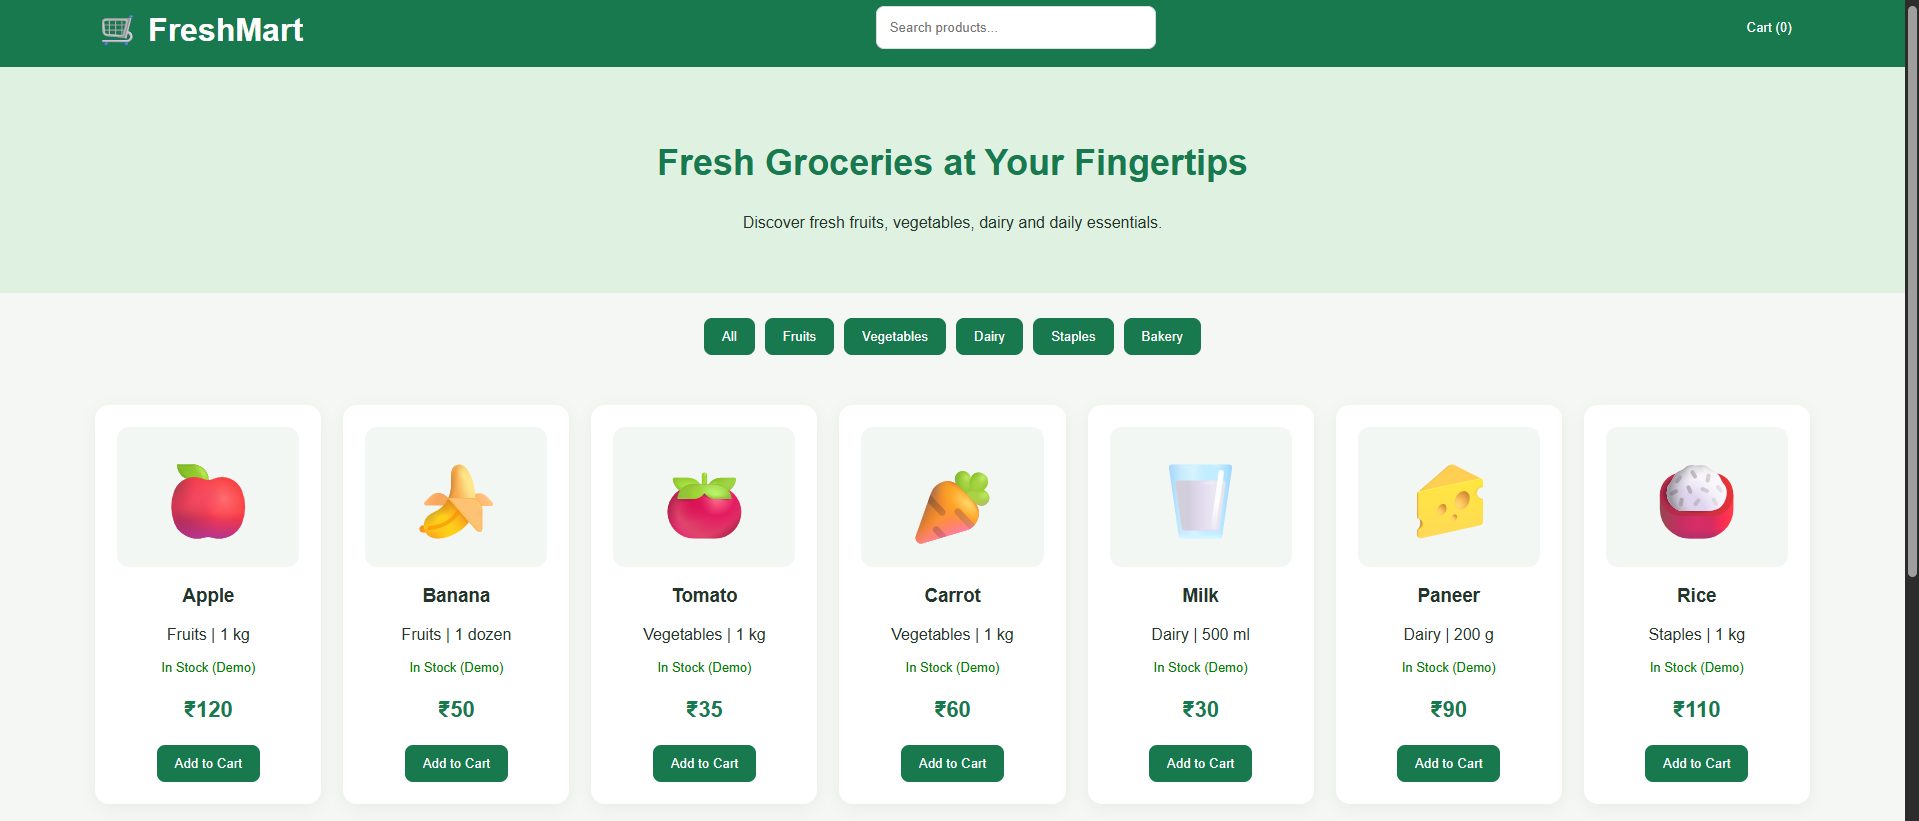 FreshMart
Search products...
Cart (0)
Fresh Groceries at Your Fingertips
Discover fresh fruits, vegetables, dairy and daily essentials.
All
Fruits
Vegetables
Dairy
Staples
Bakery
Apple
Fruits | 1 kg
In Stock (Demo)
₹120
Add to Cart
Banana
Fruits | 1 dozen
In Stock (Demo)
₹50
Add to Cart
Tomato
Vegetables | 1 kg
In Stock (Demo)
₹35
Add to Cart
Carrot
Vegetables | 1 kg
In Stock (Demo)
₹60
Add to Cart
Milk
Dairy | 500 ml
In Stock (Demo)
₹30
Add to Cart
Paneer
Dairy | 200 g
In Stock (Demo)
₹90
Add to Cart
Rice
Staples | 1 kg
In Stock (Demo)
₹110
Add to Cart